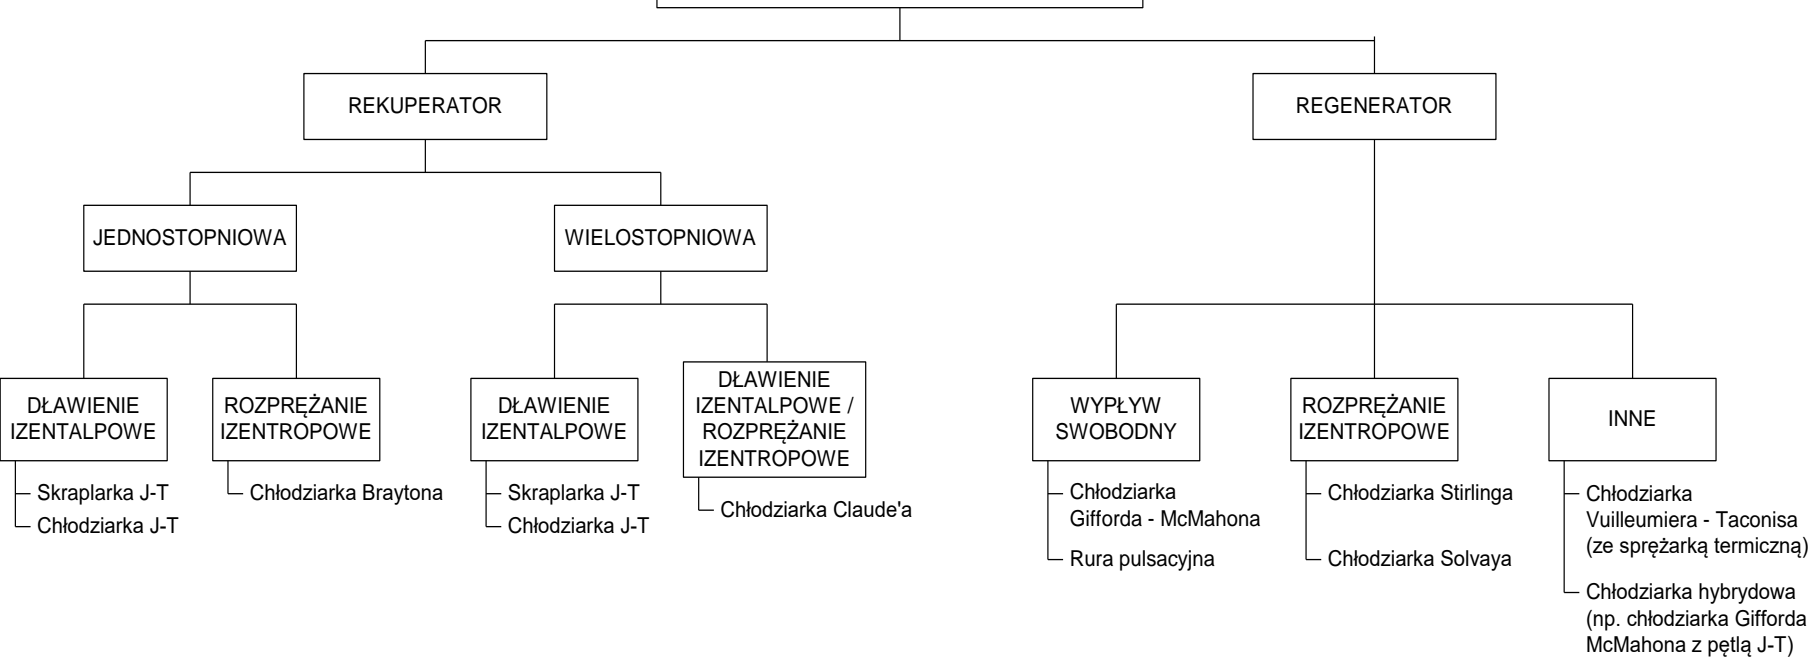 REKUPERATOR
REGENERATOR
JEDNOSTOPNIOWA
WIELOSTOPNIOWA
DŁAWIENIE
IZENTALPOWE
ROZPRĘŻANIE
IZENTROPOWE
DŁAWIENIE
IZENTALPOWE
DŁAWIENIE
IZENTALPOWE /
ROZPRĘŻANIE
IZENTROPOWE
WYPŁYW
SWOBODNY
ROZPRĘŻANIE
IZENTROPOWE
INNE
Skraplarka J-T
Chłodziarka J-T
Chłodziarka Braytona
Skraplarka J-T
Chłodziarka J-T
Chłodziarka Claude'a
Chłodziarka
Gifforda - McMahona
Rura pulsacyjna
Chłodziarka Stirlinga
Chłodziarka Solvaya
Chłodziarka
Vuilleumiera - Taconisa
(ze sprężarką termiczną)
Chłodziarka hybrydowa
(np. chłodziarka Gifforda
McMahona z pętlą J-T)